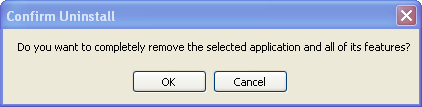 Confirm Uninstall
Do you want to completely remove the selected application and all of its features?
OK
Cancel